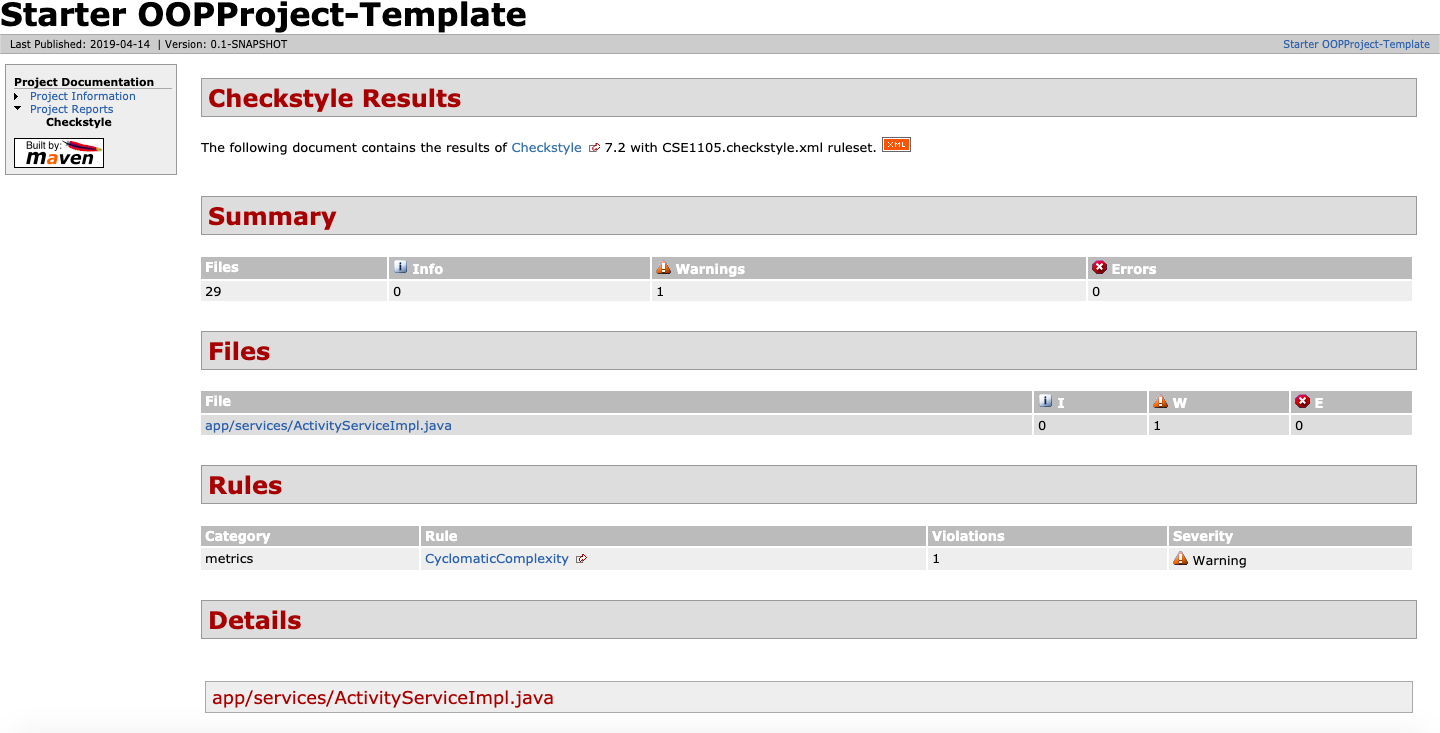 Starter OOPProject-Template
Last Published: 2019-04-14 | Version: 0.1-SNAPSHOT
Starter OOPProject-Template
Project Documentation
Project Information
Project Reports
Checkstyle
Built by:
maven
Checkstyle Results
The following document contains the results of Checkstyle 7.2 with CSE1105.checkstyle.xml ruleset. XML
Summary
Files Info Warnings Errors
29 0 1 0
Files
File I W E
app/services/ActivityServiceImpl.java 0 1 0
Rules
Category Rule Violations Severity
metrics CyclomaticComplexity 1 Warning
Details
app/services/ActivityServiceImpl.java